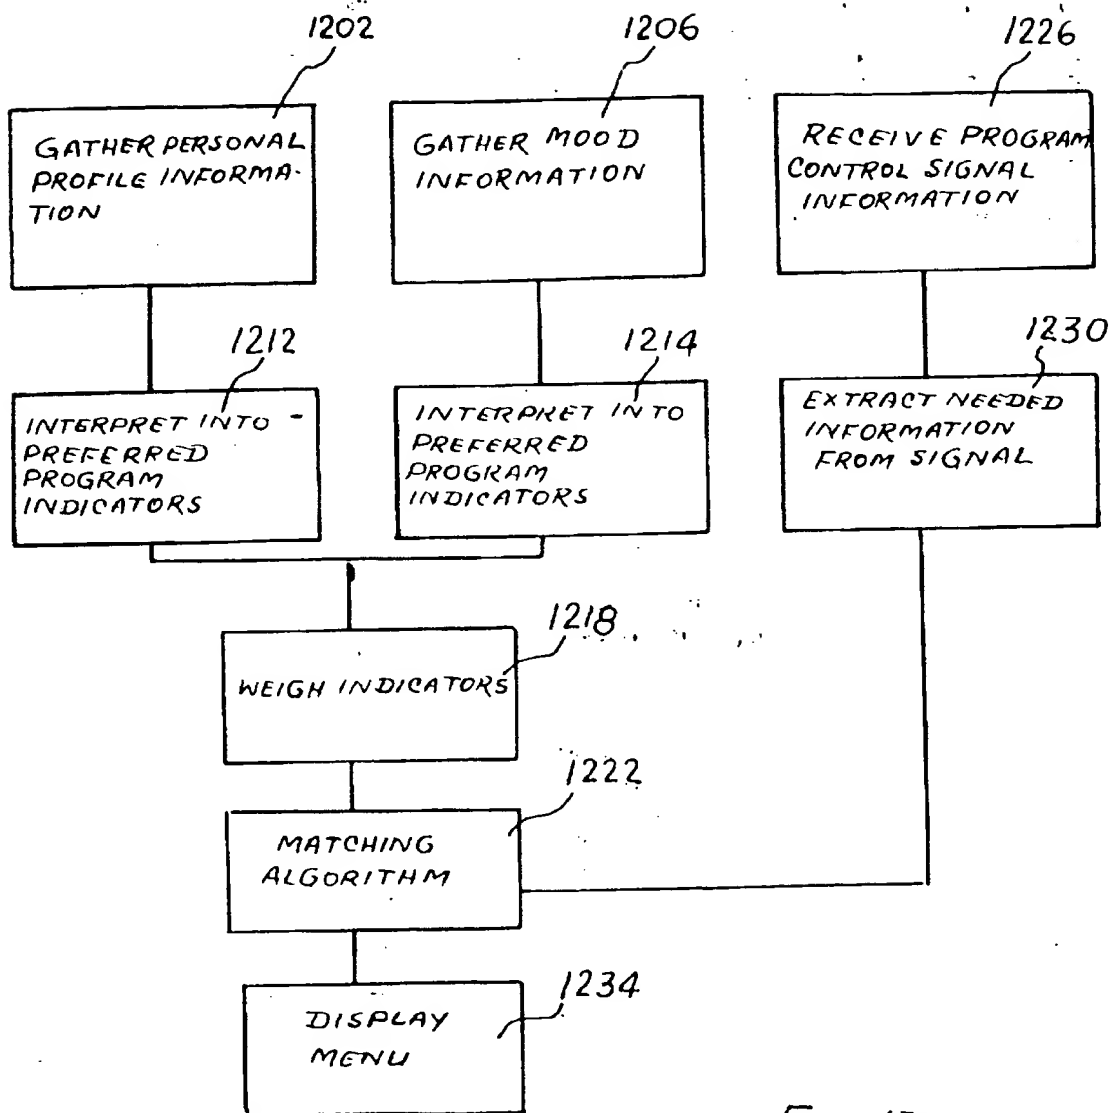 1202
1206
1226
GATHER PERSONAL
PROFILE INFORMA-
TION
GATHER MOOD
INFORMATION
RECEIVE PROGRAM
CONTROL SIGNAL
INFORMATION
1212
1214
1230
INTERPRET INTO
PREFERRED
PROGRAM
INDICATORS
INTERPRET INTO
PREFERRED
PROGRAM
INDICATORS
EXTRACT NEEDED
INFORMATION
FROM SIGNAL
1218
WEIGH INDICATORS
1222
MATCHING
ALGORITHM
1234
DISPLAY
MENU